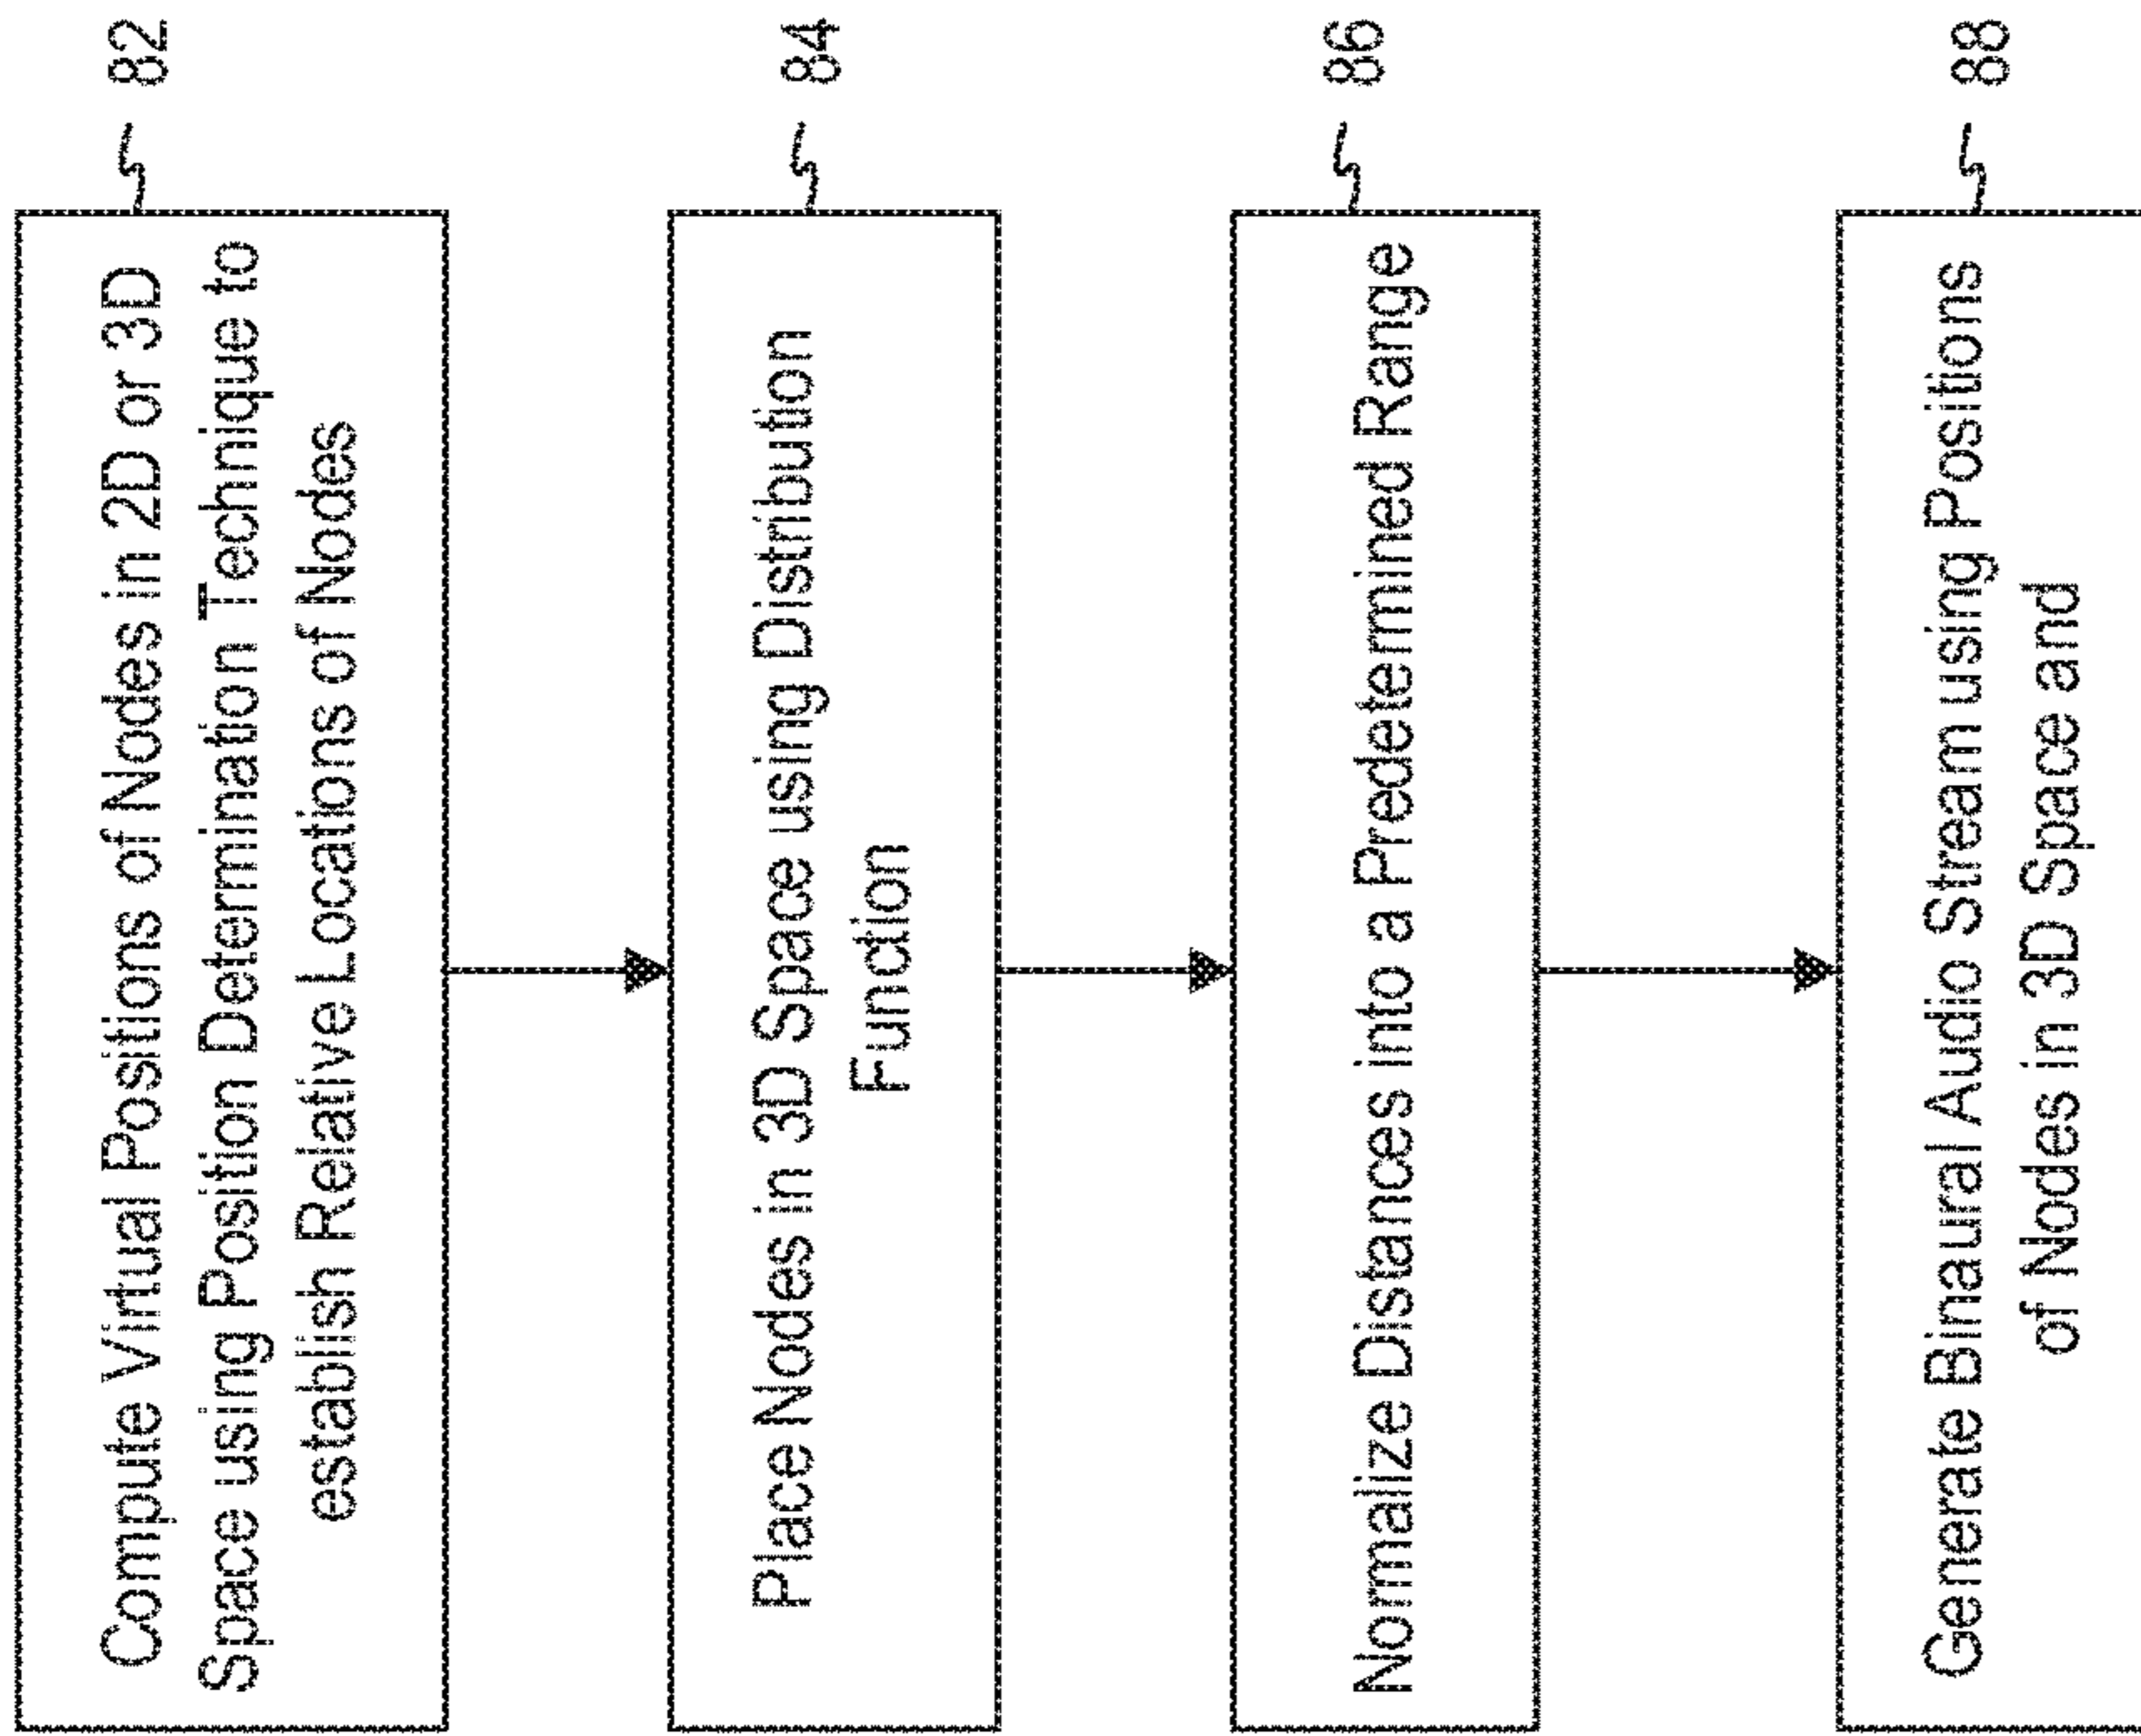 Compute Virtual Positions of Nodes in 2D or 3D
Space using Position Determination Technique to
establish Relative Locations of Nodes
82
Place Nodes in 3D Space using Distribution
Function
84
Normalize Distances into a Predetermined Range
86
Generate Binaural Audio Stream using Positions
of Nodes in 3D Space and
88